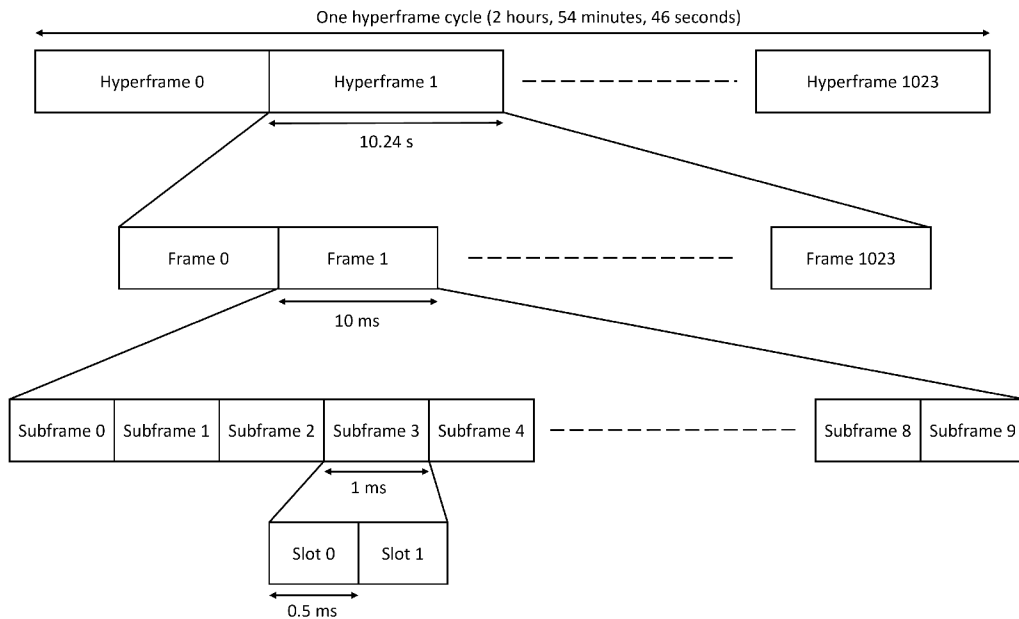 One hyperframe cycle (2 hours, 54 minutes, 46 seconds)
Hyperframe 0
Hyperframe 1
Hyperframe 1023
10.24 s
Frame 0
Frame 1
Frame 1023
10 ms
Subframe 0
Subframe 1
Subframe 2
Subframe 3
Subframe 4
Subframe 8
Subframe 9
1 ms
Slot 0
Slot 1
0.5 ms